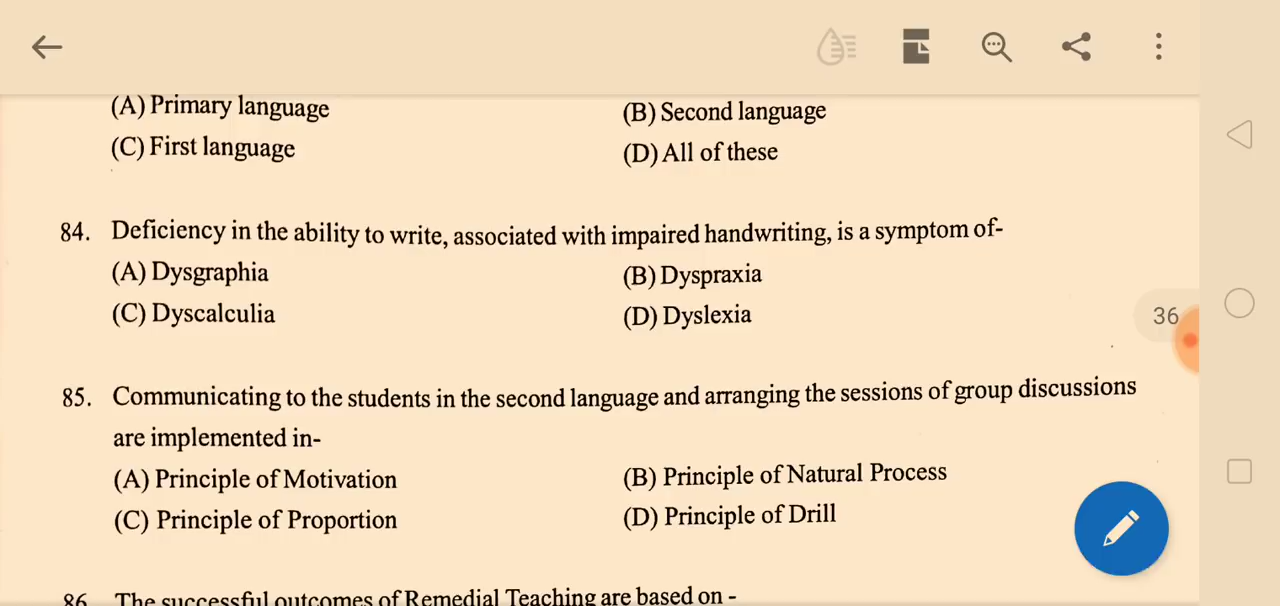 (A) Primary language
(B) Second language
(C) First language
(D) All of these
84. Deficiency in the ability to write, associated with impaired handwriting, is a symptom of-
(A) Dysgraphia
(B) Dyspraxia
(C) Dyscalculia
(D) Dyslexia
36
85. Communicating to the students in the second language and arranging the sessions of group discussions
are implemented in-
(A) Principle of Motivation
(B) Principle of Natural Process
(C) Principle of Proportion
(D) Principle of Drill
86. The successful outcomes of Remedial Teaching are based on -